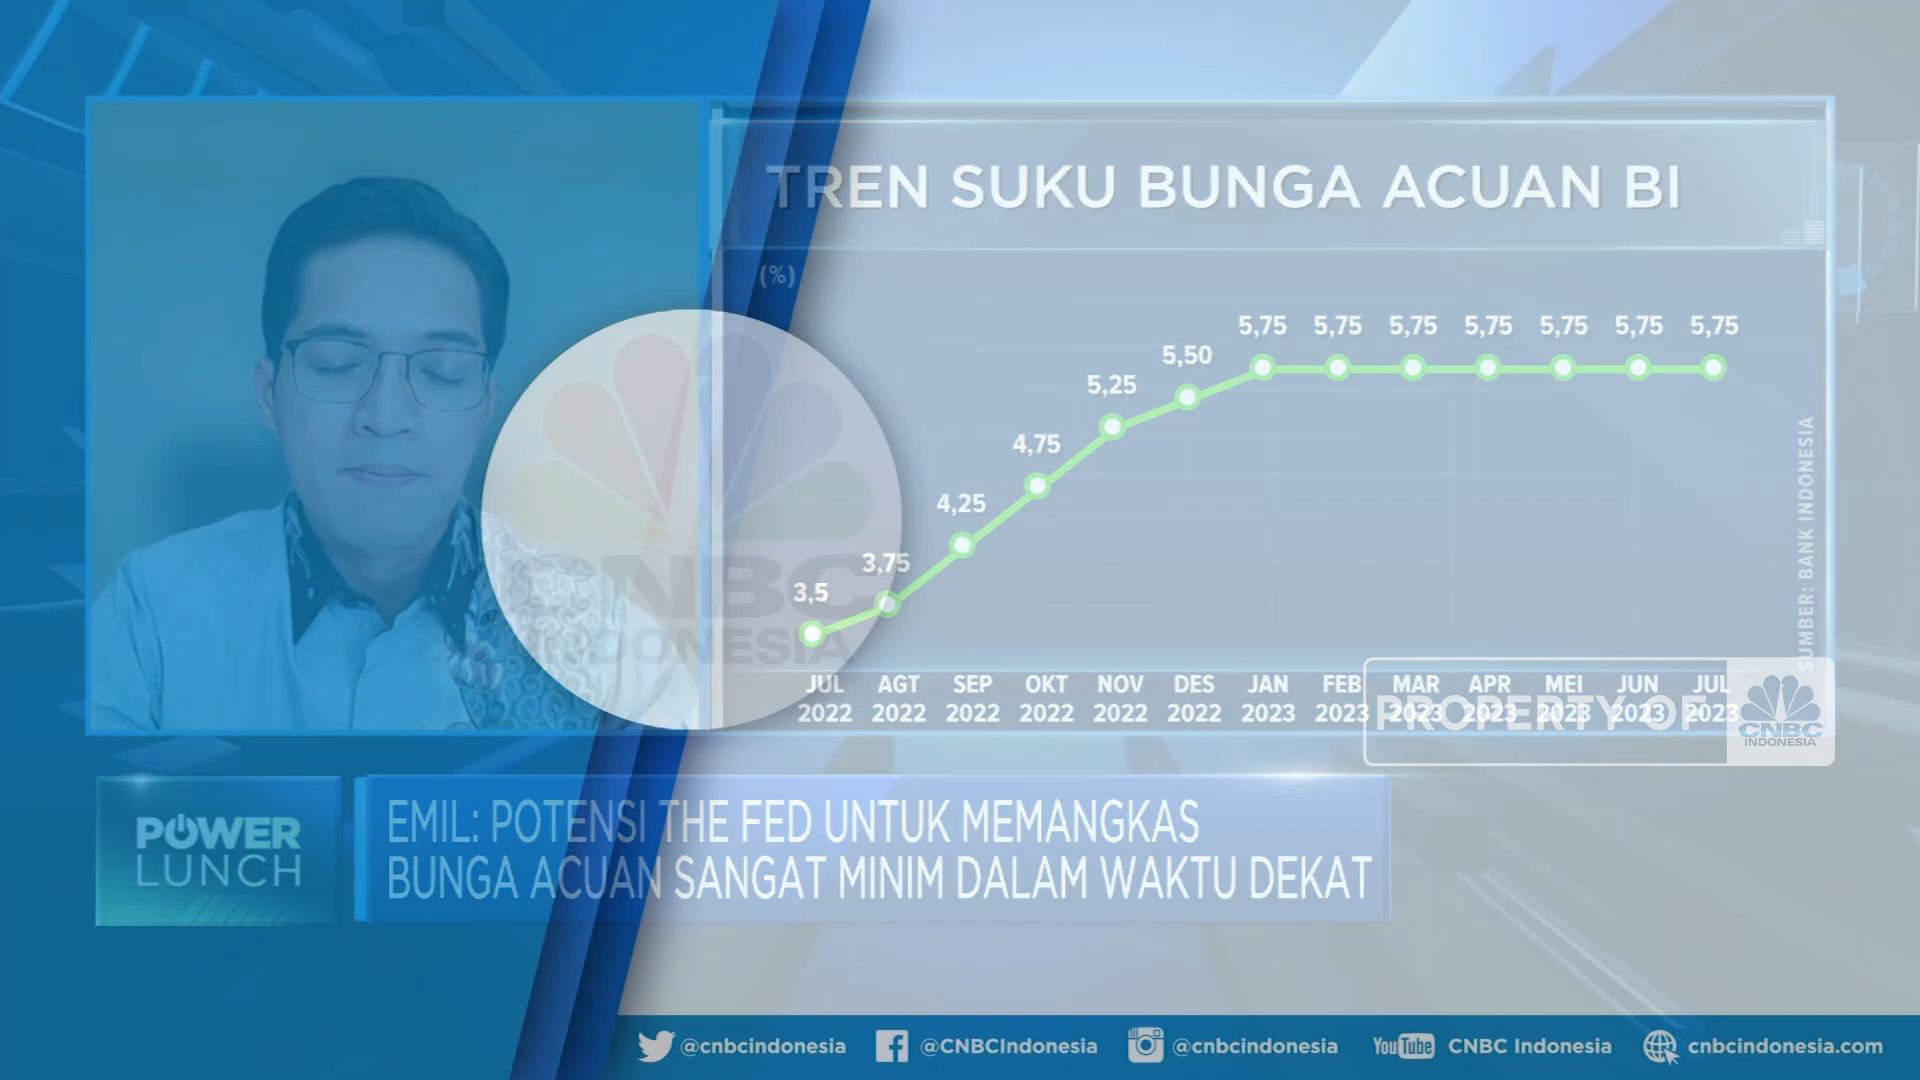 TREN SUKU BUNGA ACUAN BI
(%)
3,5
3,75
4,25
4,75
5,25
5,50
5,75
5,75
5,75
5,75
5,75
5,75
5,75
JUL 2022
AGT 2022
SEP 2022
OKT 2022
NOV 2022
DES 2022
JAN 2023
FEB 2023
MAR 2023
APR 2023
MEI 2023
JUN 2023
JUL 2023
SUMBER: BANK INDONESIA
CNBC
INDONESIA
PROPERTY OF
CNBC
INDONESIA
POWER
LUNCH
EMIL: POTENSI THE FED UNTUK MEMANGKAS
BUNGA ACUAN SANGAT MINIM DALAM WAKTU DEKAT
@cnbcindonesia
@CNBCIndonesia
@cnbcindonesia
YouTube CNBC Indonesia
cnbcindonesia.com